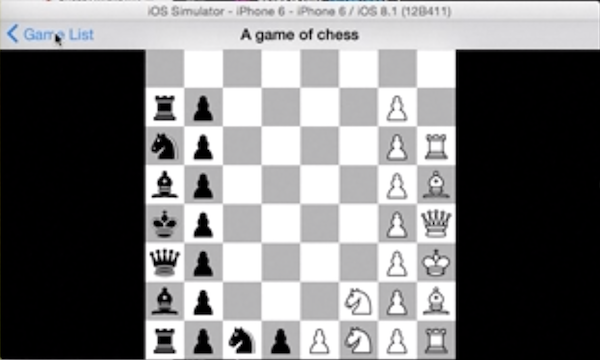 iOS Simulator - iPhone 6 - iPhone 6 / iOS 8.1 (12B411)
Game List
A game of chess